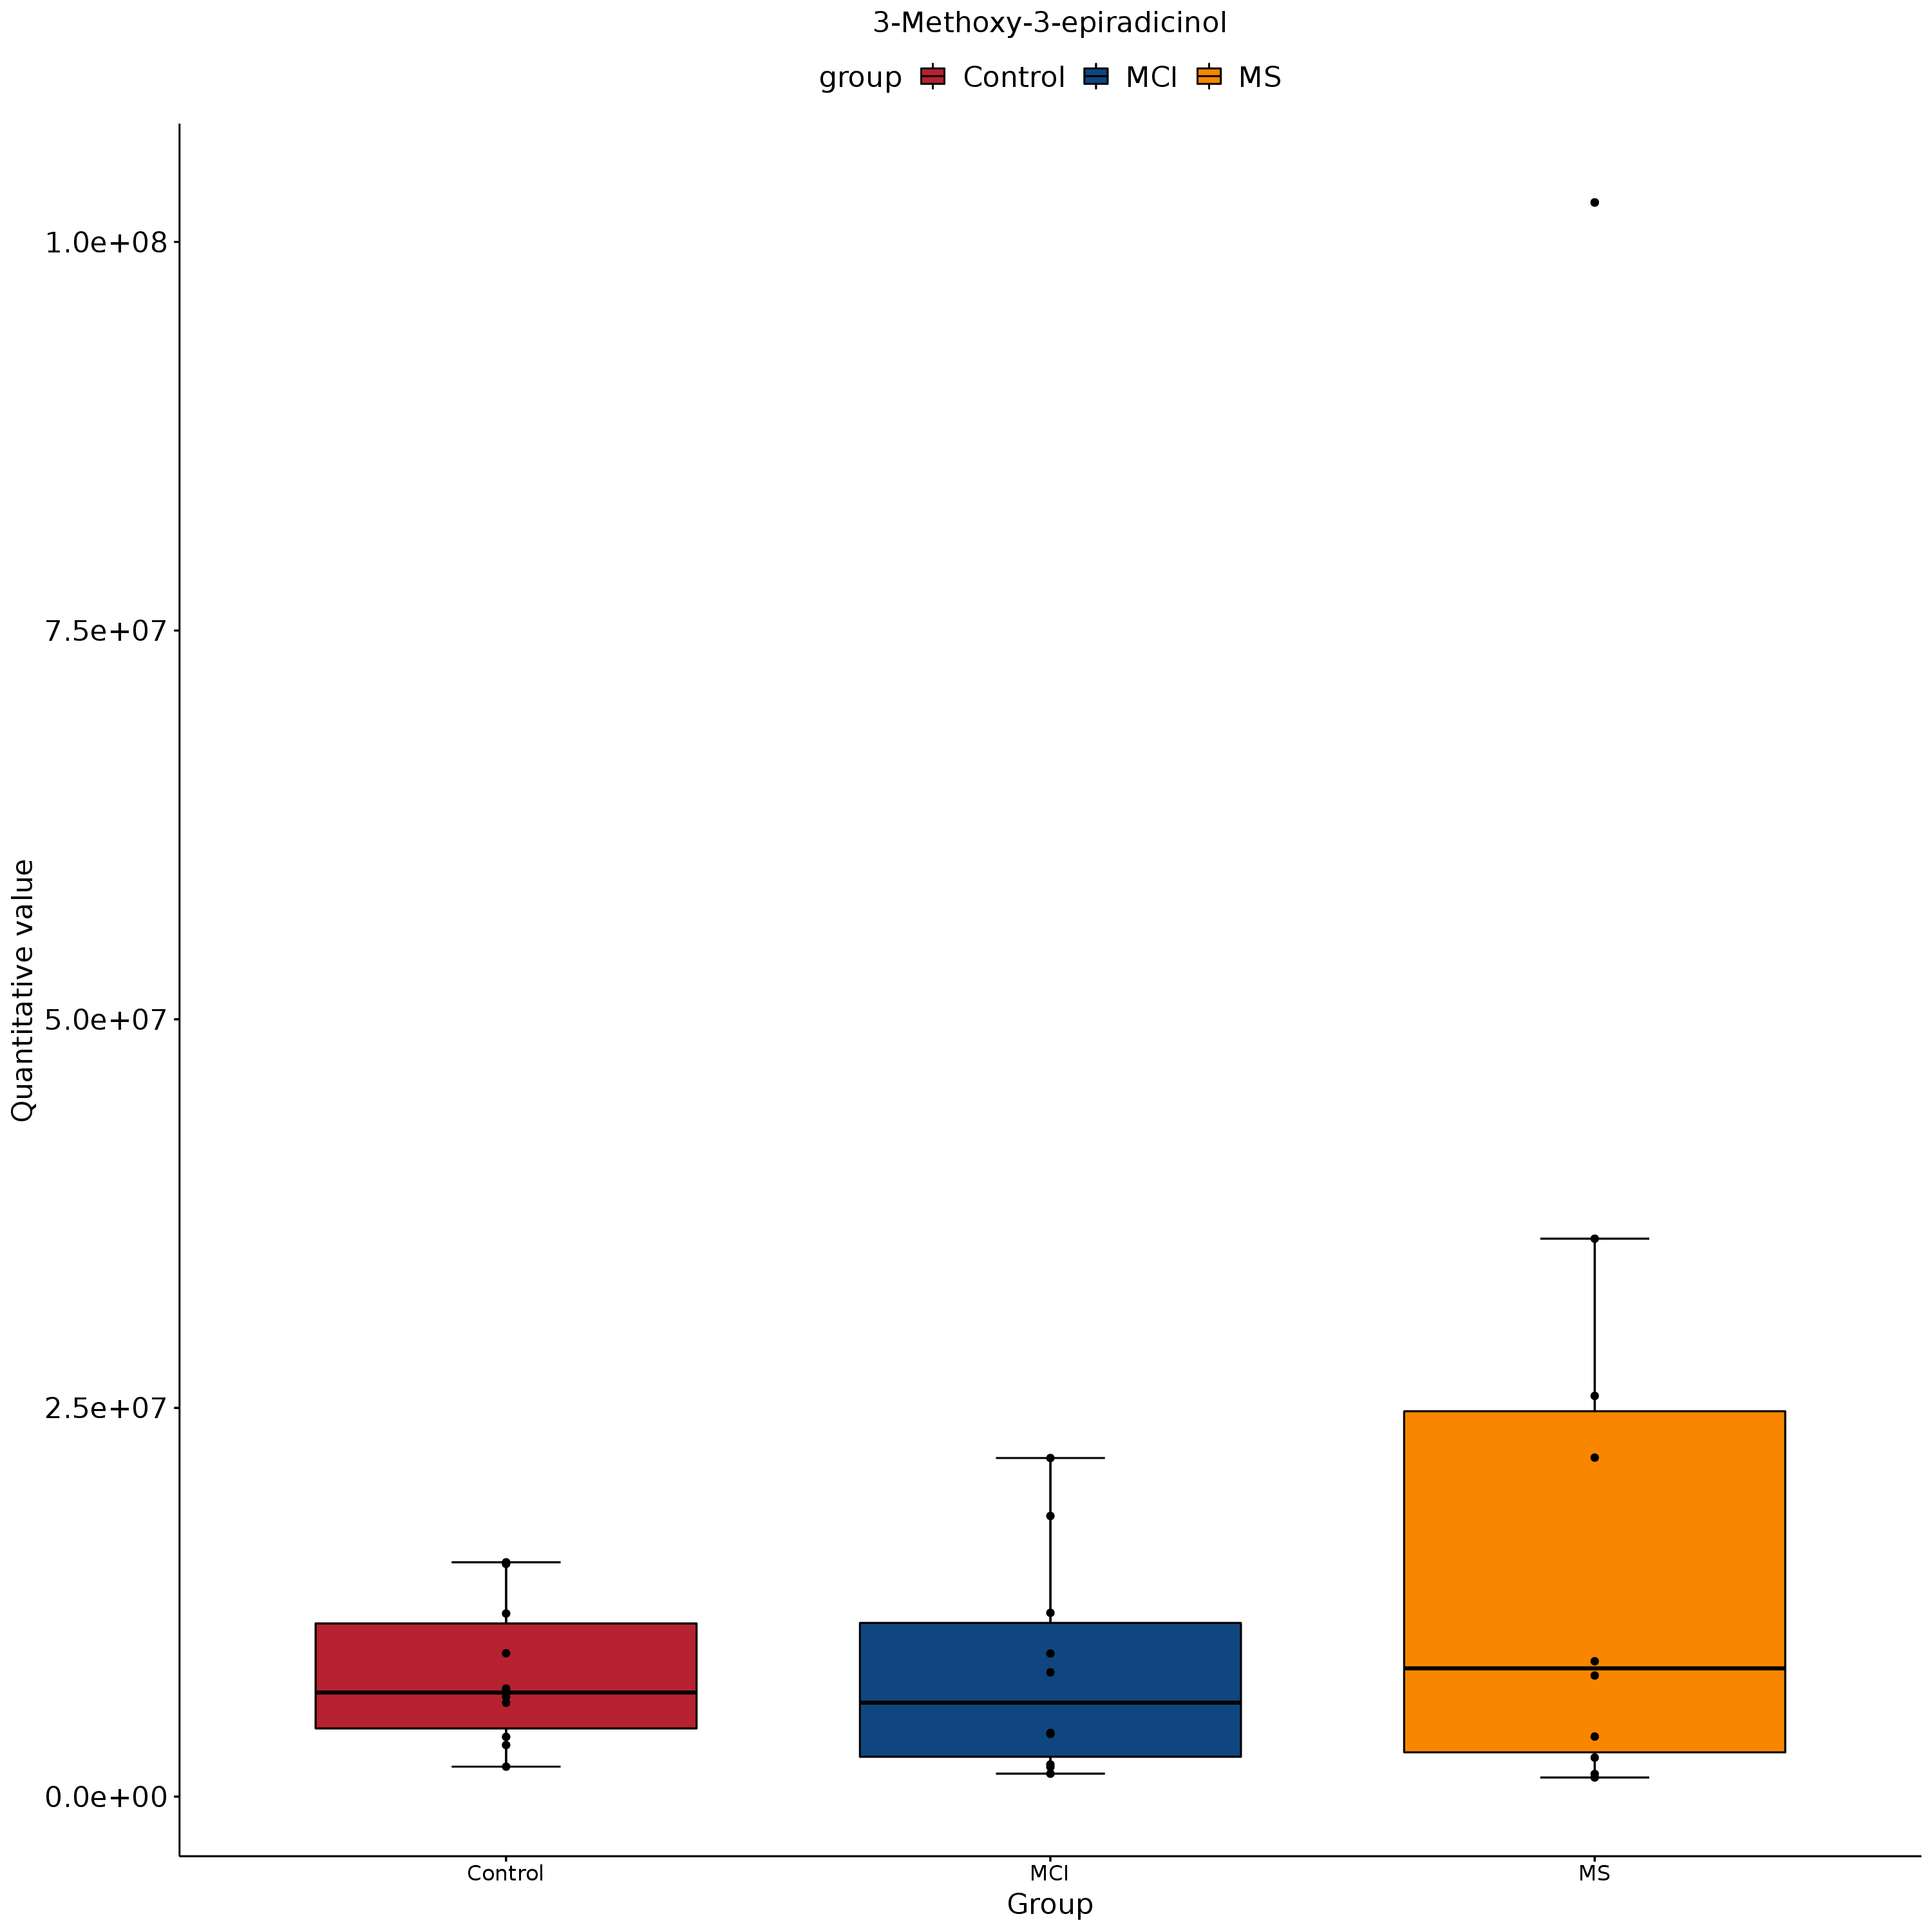 3-Methoxy-3-epiradicinol
group Control MCI MS
1.0e+08
7.5e+07
5.0e+07
2.5e+07
0.0e+00
Quantitative value
Control MCI MS
Group